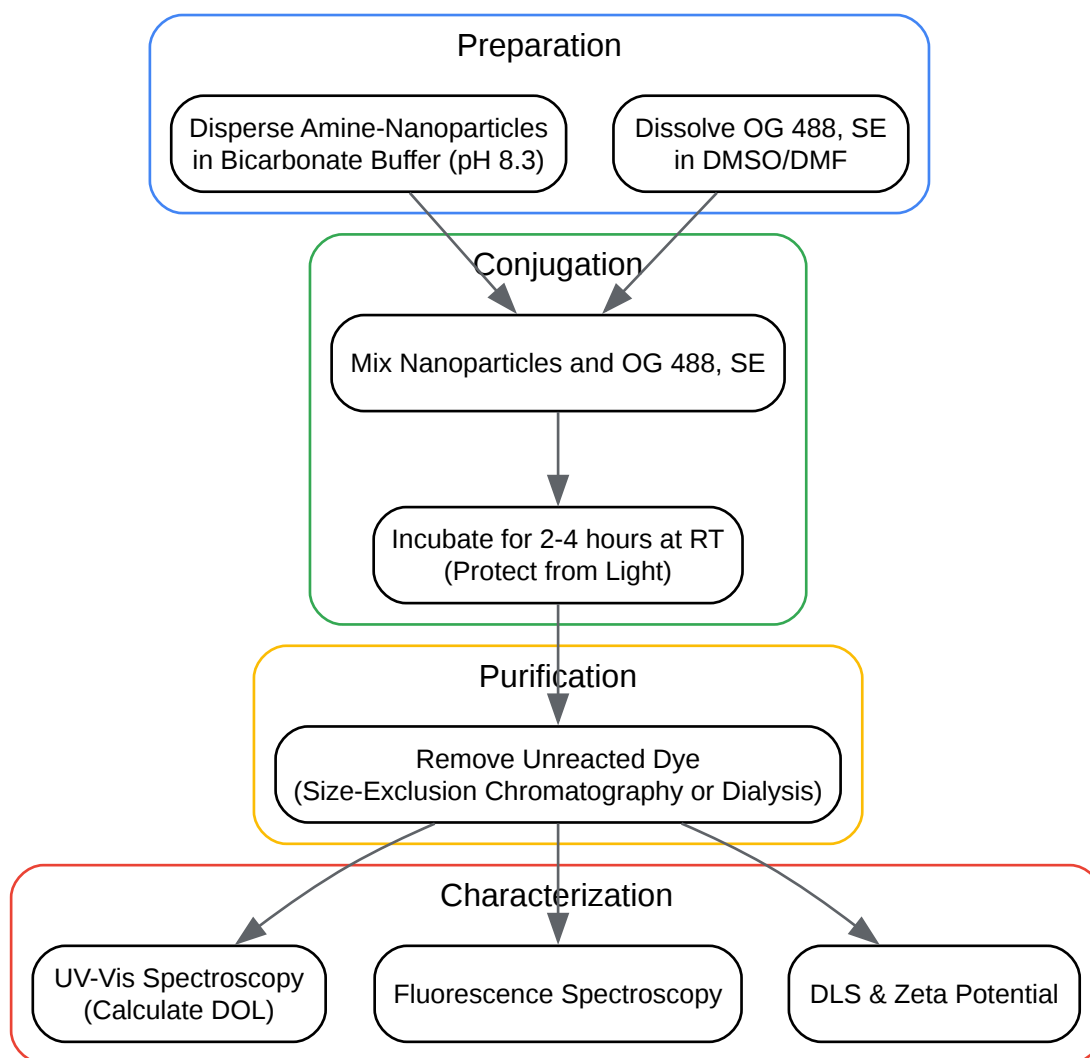 Preparation
Disperse Amine-Nanoparticles
in Bicarbonate Buffer (pH 8.3)
Dissolve OG 488, SE
in DMSO/DMF
Conjugation
Mix Nanoparticles and OG 488, SE
Incubate for 2-4 hours at RT
(Protect from Light)
Purification
Remove Unreacted Dye
(Size-Exclusion Chromatography or Dialysis)
Characterization
UV-Vis Spectroscopy
(Calculate DOL)
Fluorescence Spectroscopy
DLS & Zeta Potential